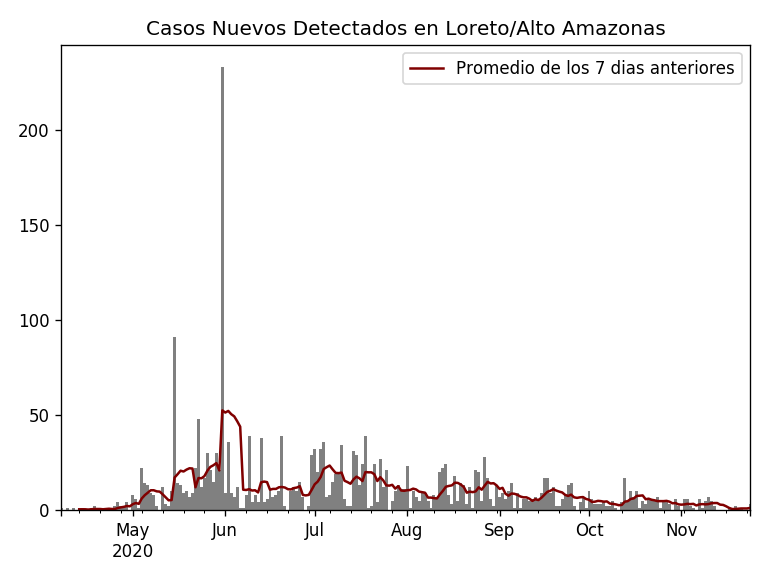 Casos Nuevos Detectados en Loreto/Alto Amazonas
Promedio de los 7 dias anteriores
200
150
100
50
0
May Jun Jul Aug Sep Oct Nov
2020